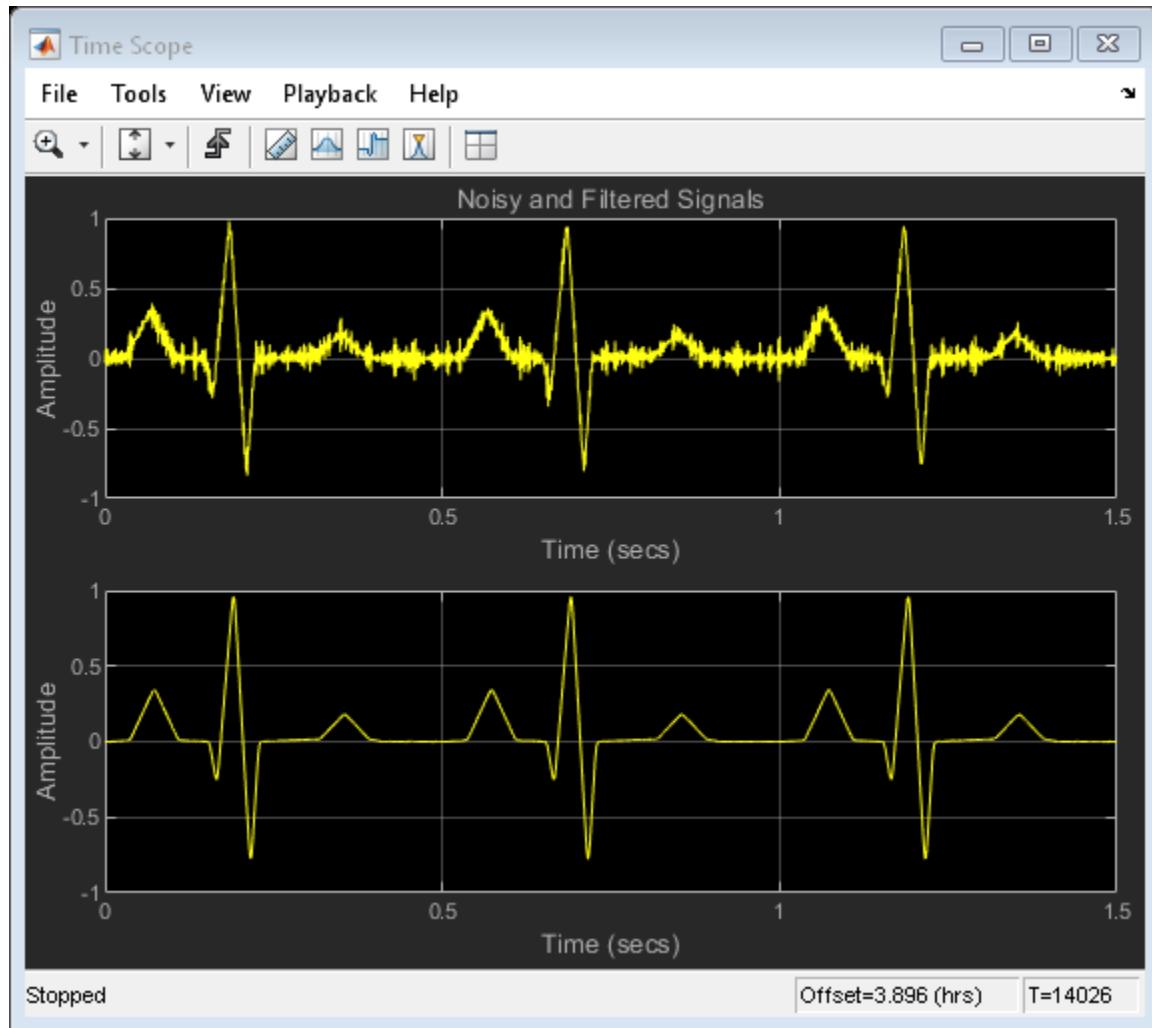 Time Scope
File Tools View Playback Help
Noisy and Filtered Signals
1
0.5
0
-0.5
-1
Amplitude
0 0.5 1 1.5
Time (secs)
1
0.5
0
-0.5
-1
Amplitude
0 0.5 1 1.5
Time (secs)
Stopped Offset=3.896 (hrs) T=14026